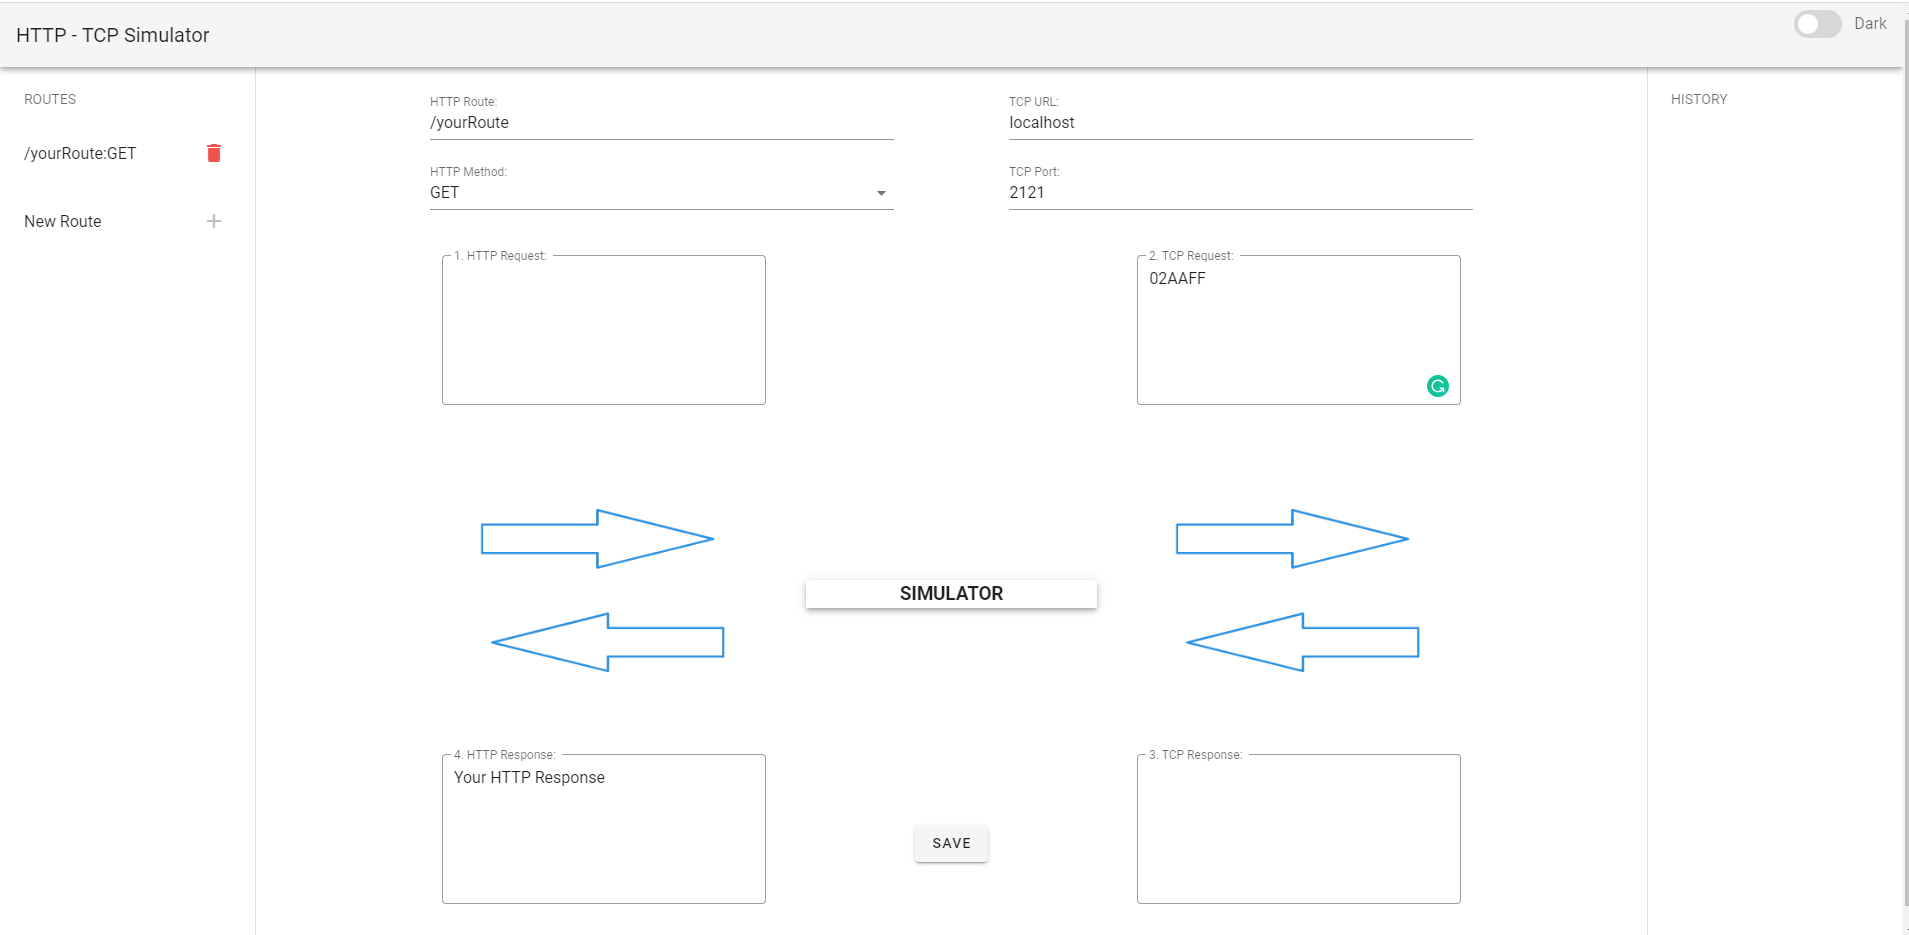 HTTP - TCP Simulator
Dark
ROUTES
/yourRoute:GET
New Route
HTTP Route:
/yourRoute
HTTP Method:
GET
TCP URL:
localhost
TCP Port:
2121
1. HTTP Request:
2. TCP Request:
02AAFF
SIMULATOR
4. HTTP Response:
Your HTTP Response
3. TCP Response:
SAVE
HISTORY